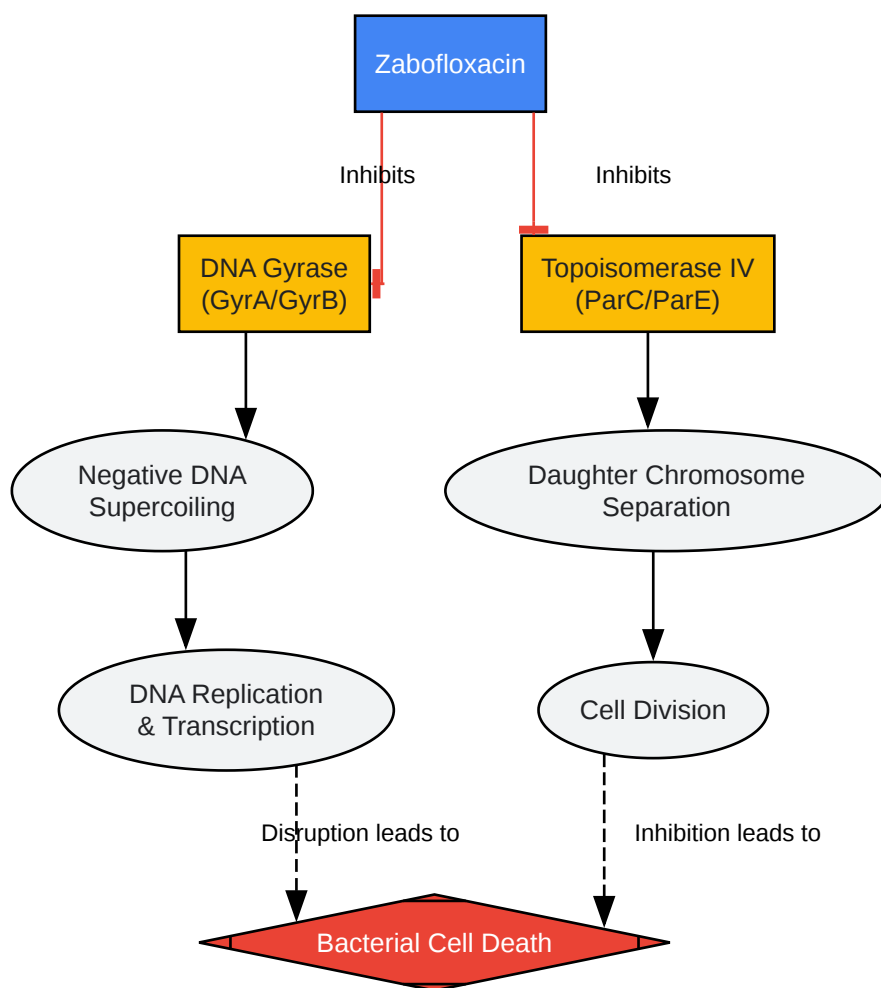 Zabofloxacin
Inhibits
Inhibits
DNA Gyrase
(GyrA/GyrB)
Topoisomerase IV
(ParC/ParE)
Negative DNA
Supercoiling
Daughter Chromosome
Separation
DNA Replication
& Transcription
Cell Division
Disruption leads to
Inhibition leads to
Bacterial Cell Death